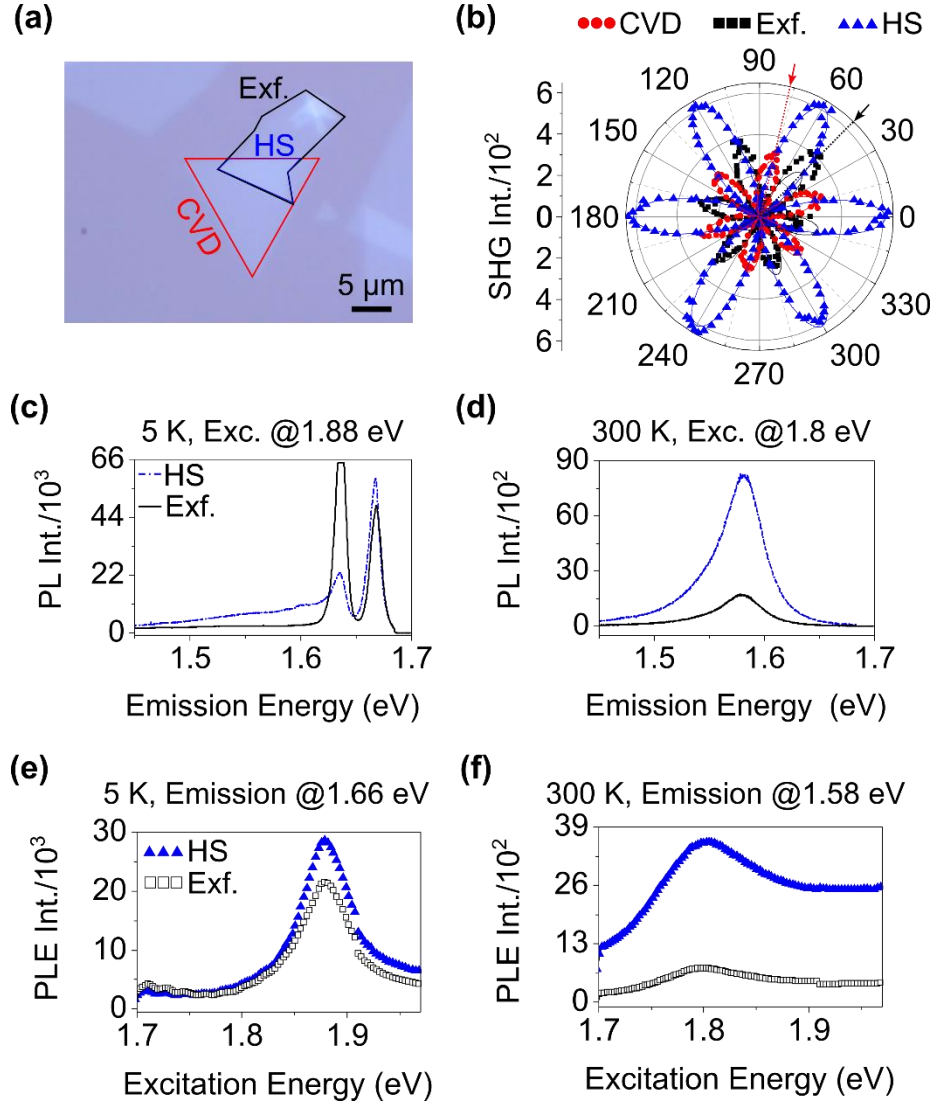 (a)
Exf.
HS
CVD
5 µm
(b)
CVD Exf. HS
90
120 60
150 30
180 0
210 330
240 300
270
SHG Int./10²
6
4
2
0
2
4
6
(c)
5 K, Exc. @1.88 eV
HS
Exf.
PL Int./10³
66
44
22
0
1.5 1.6 1.7
Emission Energy (eV)
(d)
300 K, Exc. @1.8 eV
PL Int./10²
90
60
30
0
1.5 1.6 1.7
Emission Energy (eV)
(e)
5 K, Emission @1.66 eV
HS
Exf.
PLE Int./10³
30
20
10
0
1.7 1.8 1.9
Excitation Energy (eV)
(f)
300 K, Emission @1.58 eV
PLE Int./10²
39
26
13
0
1.7 1.8 1.9
Excitation Energy (eV)